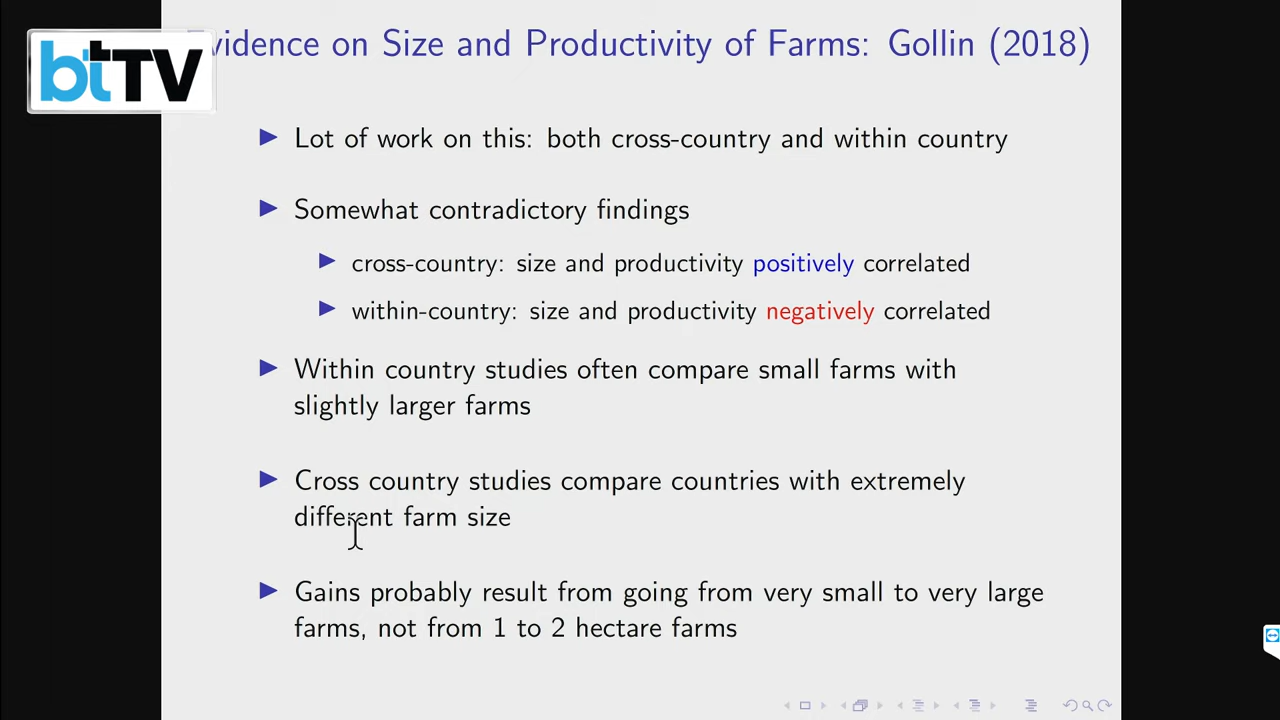 btTV
Evidence on Size and Productivity of Farms: Gollin (2018)
Lot of work on this: both cross-country and within country
Somewhat contradictory findings
cross-country: size and productivity positively correlated
within-country: size and productivity negatively correlated
Within country studies often compare small farms with
slightly larger farms
Cross country studies compare countries with extremely
different farm size
Gains probably result from going from very small to very large
farms, not from 1 to 2 hectare farms